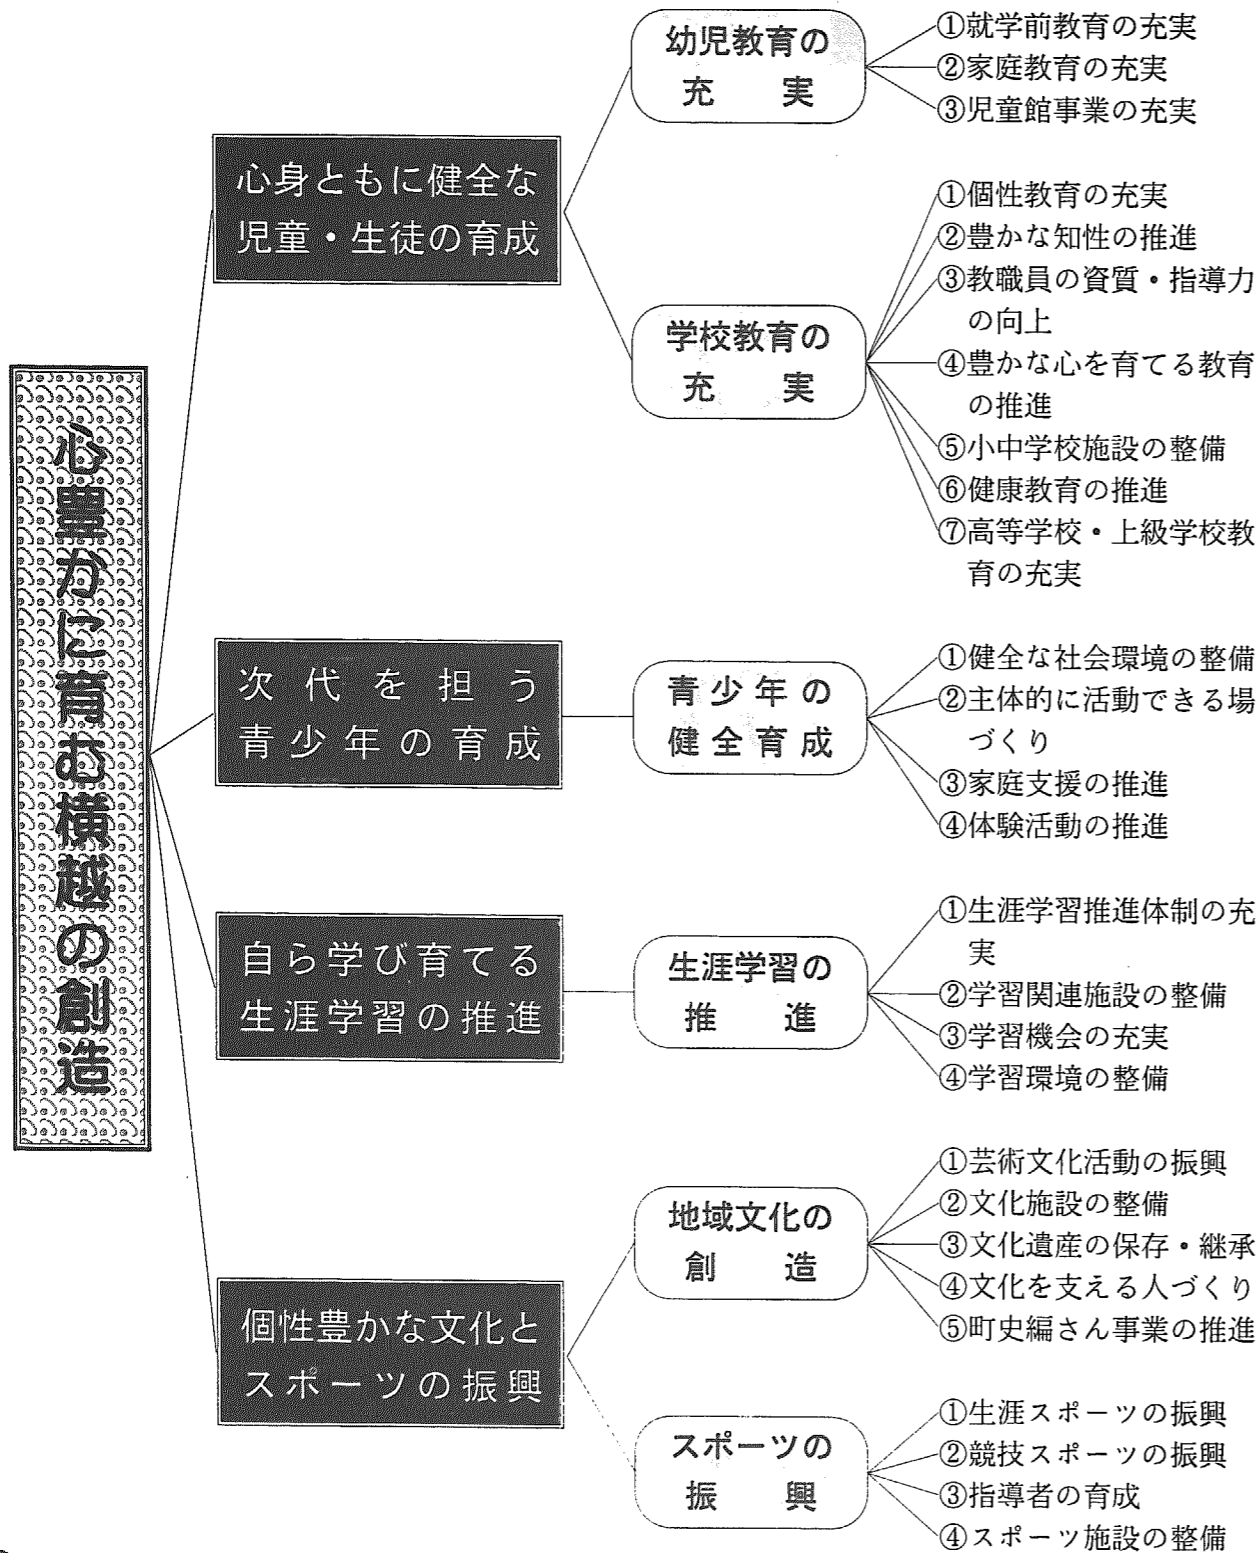 心豊かに育む横越の創造
心身ともに健全な
児童・生徒の育成
幼児教育の
充実
①就学前教育の充実
②家庭教育の充実
③児童館事業の充実
学校教育の
充実
①個性教育の充実
②豊かな知性の推進
③教職員の資質・指導力
の向上
④豊かな心を育てる教育
の推進
⑤小中学校施設の整備
⑥健康教育の推進
⑦高等学校・上級学校教
育の充実
次代を担う
青少年の育成
青少年の
健全育成
①健全な社会環境の整備
②主体的に活動できる場
づくり
③家庭支援の推進
④体験活動の推進
自ら学び育てる
生涯学習の推進
生涯学習の
推進
①生涯学習推進体制の充
実
②学習関連施設の整備
③学習機会の充実
④学習環境の整備
個性豊かな文化と
スポーツの振興
地域文化の
創造
①芸術文化活動の振興
②文化施設の整備
③文化遺産の保存・継承
④文化を支える人づくり
⑤町史編さん事業の推進
スポーツの
振興
①生涯スポーツの振興
②競技スポーツの振興
③指導者の育成
④スポーツ施設の整備